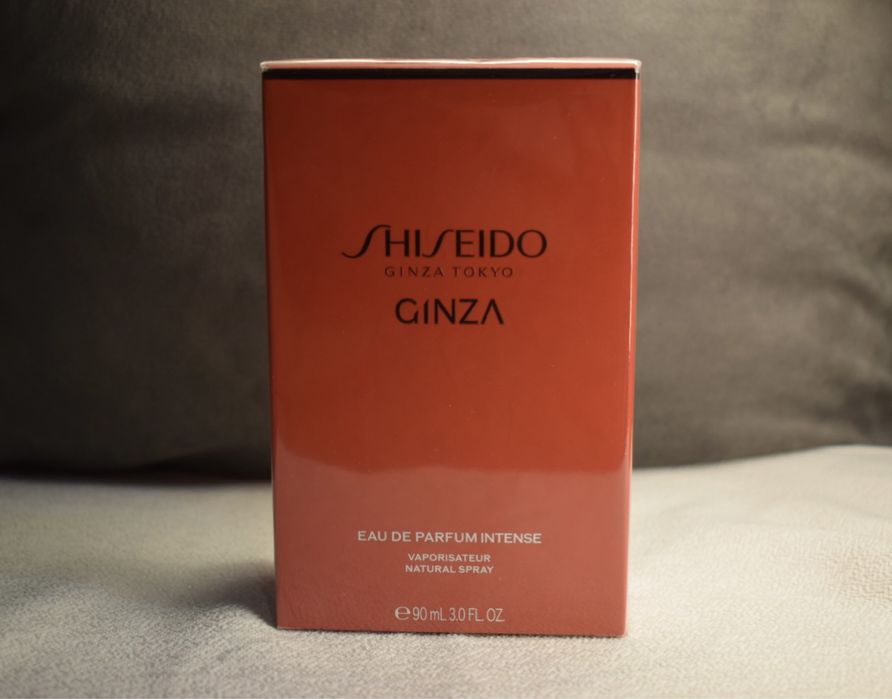 SHISEIDO
GINZA TOKYO
GINZA
EAU DE PARFUM INTENSE
VAPORISATEUR
NATURAL SPRAY
℮ 90 mL 3.0 FL. OZ.